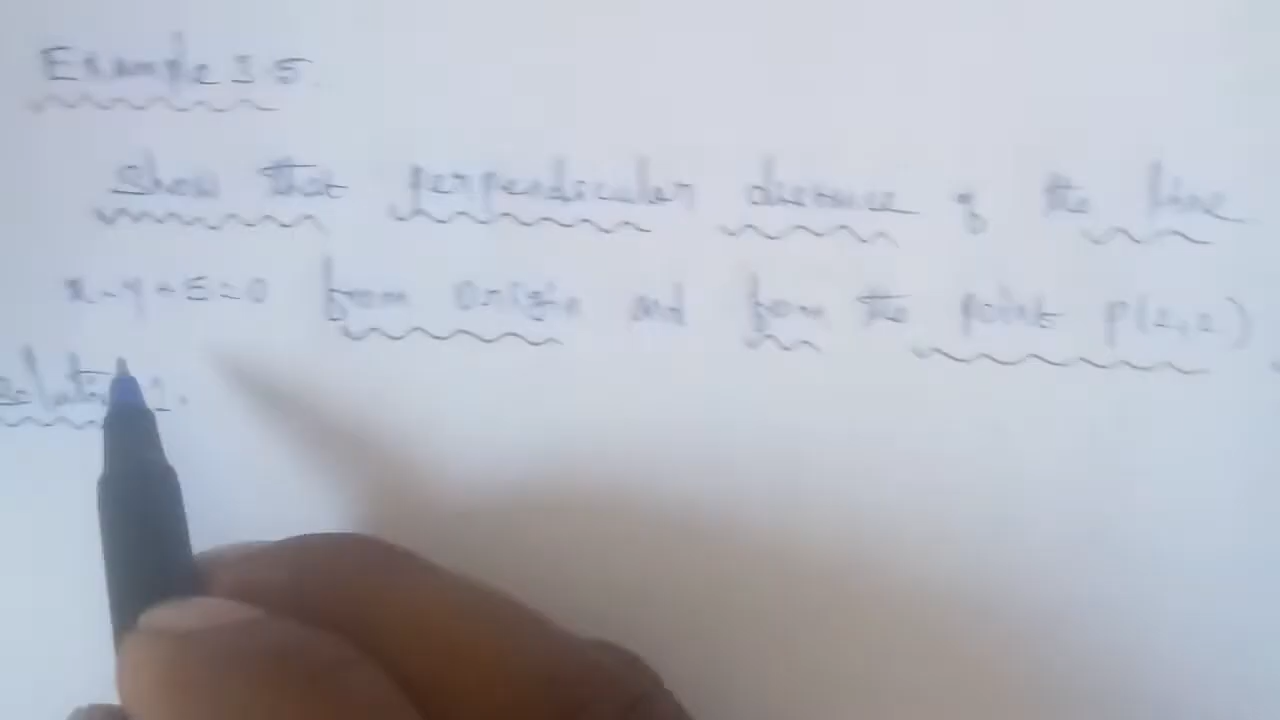 Example 1.5.
Show that perpendicular distance of the line
x-y+5=0 from origin and from the point P(2,2)
Solution: